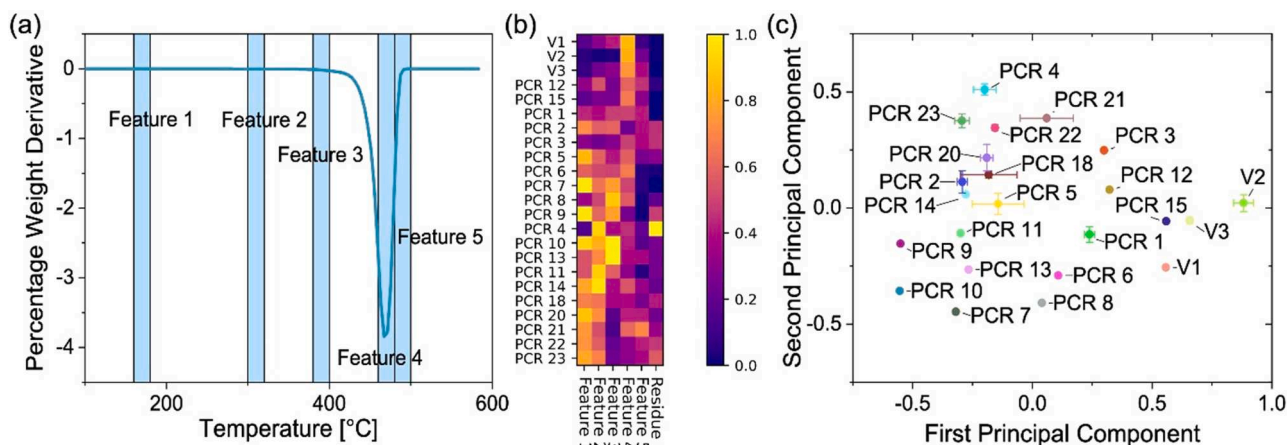 (a)
Percentage Weight Derivative
0
-1
-2
-3
-4
Feature 1
Feature 2
Feature 3
Feature 4
Feature 5
200
400
600
Temperature [°C]
(b)
V1
V2
V3
PCR 12
PCR 15
PCR 1
PCR 2
PCR 3
PCR 5
PCR 6
PCR 7
PCR 8
PCR 9
PCR 4
PCR 10
PCR 13
PCR 11
PCR 14
PCR 18
PCR 20
PCR 21
PCR 22
PCR 23
Feature
Feature
Feature
Feature
Feature
Residue
1.0
0.8
0.6
0.4
0.2
0.0
(c)
Second Principal Component
0.5
0.0
-0.5
PCR 4
PCR 21
PCR 23
PCR 22
PCR 3
PCR 20
PCR 18
PCR 12
V2
PCR 2
PCR 5
PCR 15
PCR 14
V3
PCR 11
PCR 1
PCR 9
PCR 13
PCR 6
V1
PCR 10
PCR 8
PCR 7
-0.5
0.0
0.5
1.0
First Principal Component